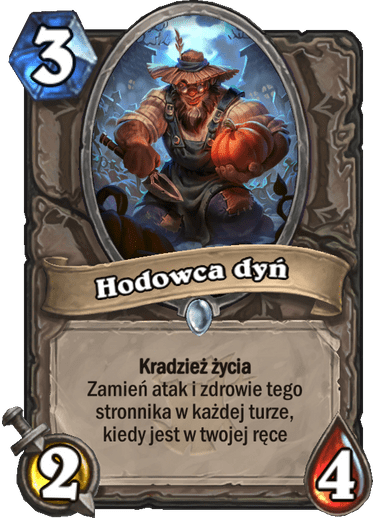 3
Hodowca dyń
Kradzież życia
Zamień atak i zdrowie tego
stronnika w każdej turze,
kiedy jest w twojej ręce
2
4